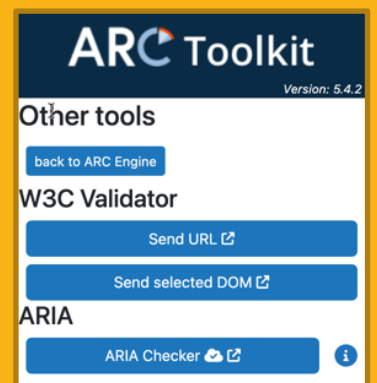 ARC Toolkit
Version: 5.4.2
Other tools
back to ARC Engine
W3C Validator
Send URL
Send selected DOM
ARIA
ARIA Checker